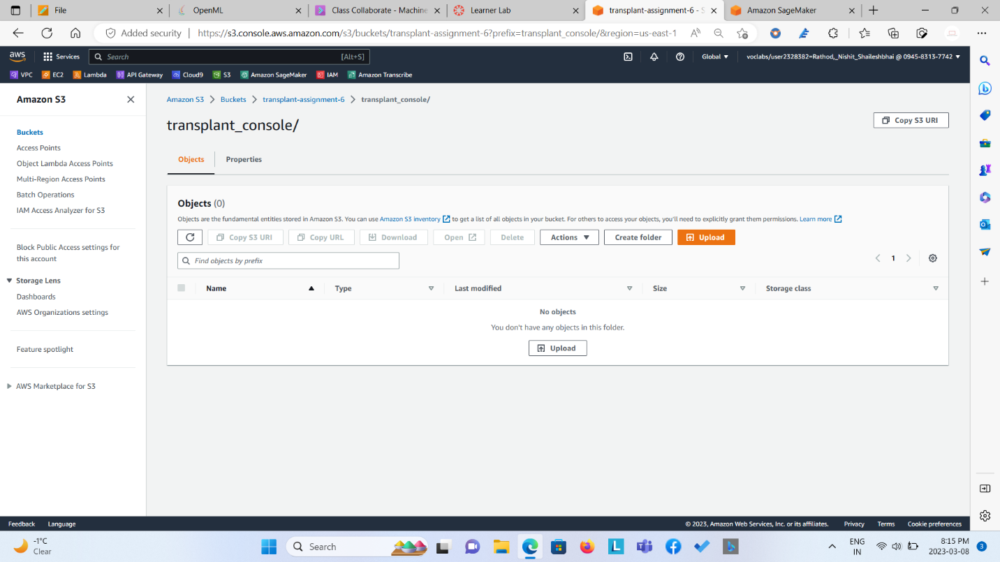 File
OpenML
Class Collaborate - Machine
Learner Lab
transplant-assignment-6 - S
Amazon SageMaker
Added security
https://s3.console.aws.amazon.com/s3/buckets/transplant-assignment-6?prefix=transplant_console/&region=us-east-1
aws
Services
Search
[Alt+S]
Global
voclabs/user2328382=Rathod,_Nishit_Shaileshbhai @ 0945-8313-7742
VPC
EC2
Lambda
API Gateway
Cloud9
S3
Amazon SageMaker
IAM
Amazon Transcribe
Amazon S3
Buckets
Access Points
Object Lambda Access Points
Multi-Region Access Points
Batch Operations
IAM Access Analyzer for S3
Block Public Access settings for
this account
Storage Lens
Dashboards
AWS Organizations settings
Feature spotlight
AWS Marketplace for S3
Amazon S3 > Buckets > transplant-assignment-6 > transplant_console/
transplant_console/
Copy S3 URI
Objects
Properties
Objects (0)
Objects are the fundamental entities stored in Amazon S3. You can use Amazon S3 inventory to get a list of all objects in your bucket. For others to access your objects, you'll need to explicitly grant them permissions. Learn more
Copy S3 URI
Copy URL
Download
Open
Delete
Actions
Create folder
Upload
Find objects by prefix
1
Name
Type
Last modified
Size
Storage class
No objects
You don't have any objects in this folder.
Upload
Feedback
Language
© 2023, Amazon Web Services, Inc. or its affiliates.
Privacy
Terms
Cookie preferences
-1°C
Clear
Search
ENG
IN
8:15 PM
2023-03-08
3